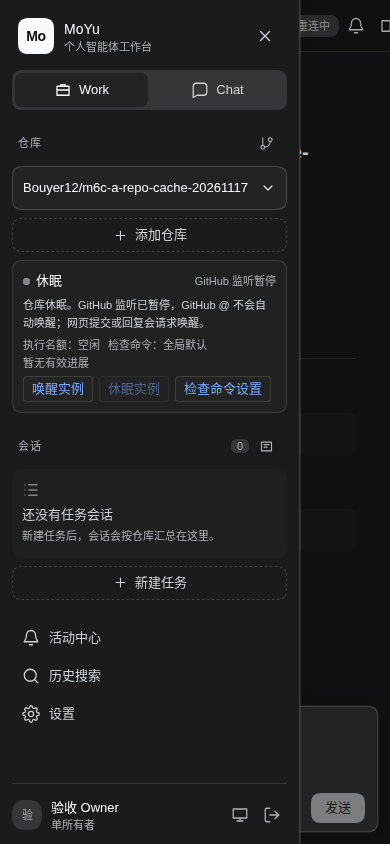 Mo
MoYu
个人智能体工作台
重连中
Work
Chat
仓库
Bouyer12/m6c-a-repo-cache-20261117
添加仓库
休眠
GitHub 监听暂停
仓库休眠。GitHub 监听已暂停，GitHub @ 不会自
动唤醒；网页提交或回复会请求唤醒。
执行名额：空闲 检查命令：全局默认
暂无有效进展
唤醒实例
休眠实例
检查命令设置
会话
0
还没有任务会话
新建任务后，会话会按仓库汇总在这里。
新建任务
活动中心
历史搜索
设置
发送
验
验收 Owner
单所有者